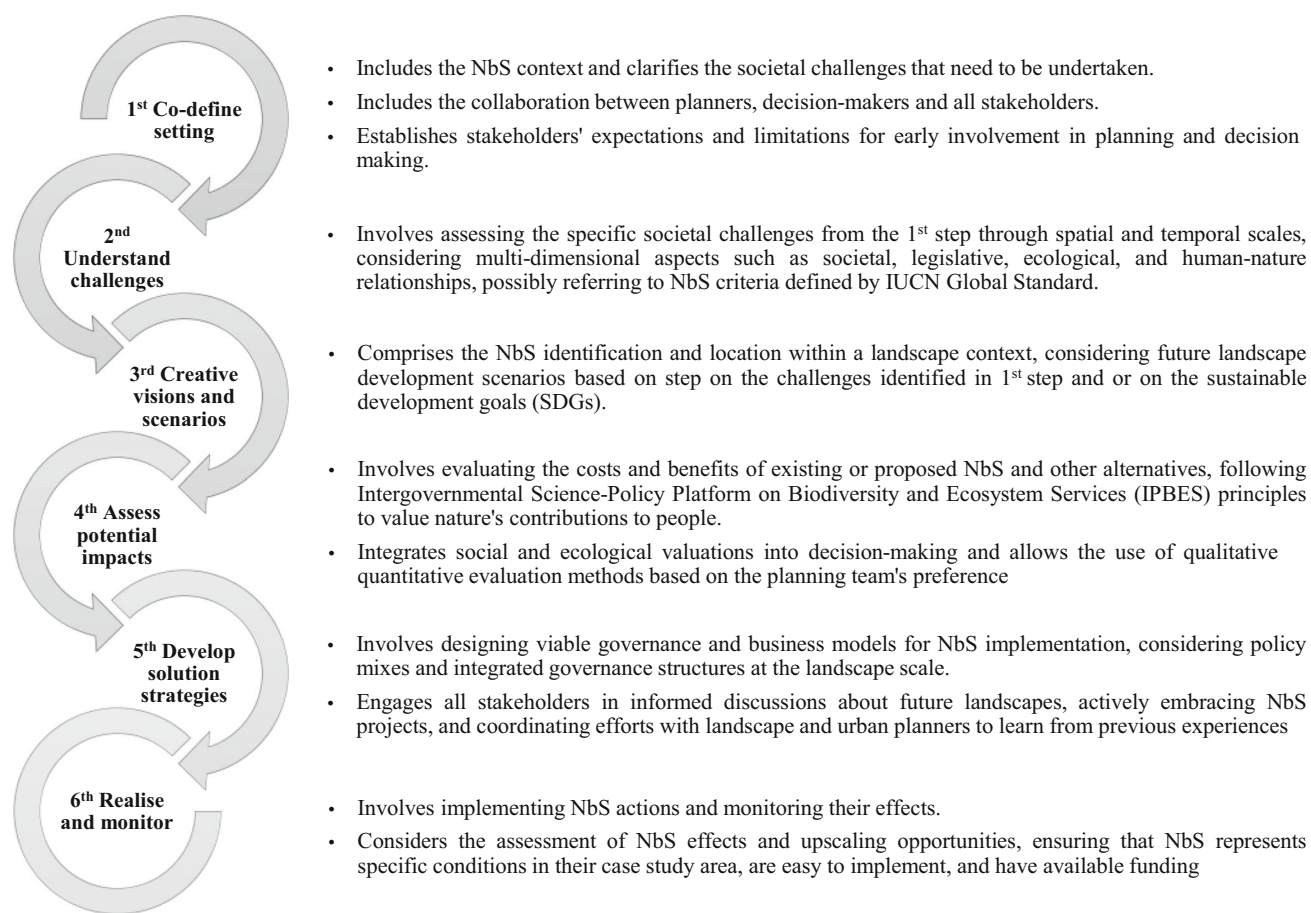 1st Co-define
setting
• Includes the NbS context and clarifies the societal challenges that need to be undertaken.
• Includes the collaboration between planners, decision-makers and all stakeholders.
• Establishes stakeholders' expectations and limitations for early involvement in planning and decision
making.
2nd
Understand
challenges
• Involves assessing the specific societal challenges from the 1st step through spatial and temporal scales,
considering multi-dimensional aspects such as societal, legislative, ecological, and human-nature
relationships, possibly referring to NbS criteria defined by IUCN Global Standard.
3rd Creative
visions and
scenarios
• Comprises the NbS identification and location within a landscape context, considering future landscape
development scenarios based on step on the challenges identified in 1st step and or on the sustainable
development goals (SDGs).
4th Assess
potential
impacts
• Involves evaluating the costs and benefits of existing or proposed NbS and other alternatives, following
Intergovernmental Science-Policy Platform on Biodiversity and Ecosystem Services (IPBES) principles
to value nature's contributions to people.
• Integrates social and ecological valuations into decision-making and allows the use of qualitative
quantitative evaluation methods based on the planning team's preference
5th Develop
solution
strategies
• Involves designing viable governance and business models for NbS implementation, considering policy
mixes and integrated governance structures at the landscape scale.
• Engages all stakeholders in informed discussions about future landscapes, actively embracing NbS
projects, and coordinating efforts with landscape and urban planners to learn from previous experiences
6th Realise
and monitor
• Involves implementing NbS actions and monitoring their effects.
• Considers the assessment of NbS effects and upscaling opportunities, ensuring that NbS represents
specific conditions in their case study area, are easy to implement, and have available funding